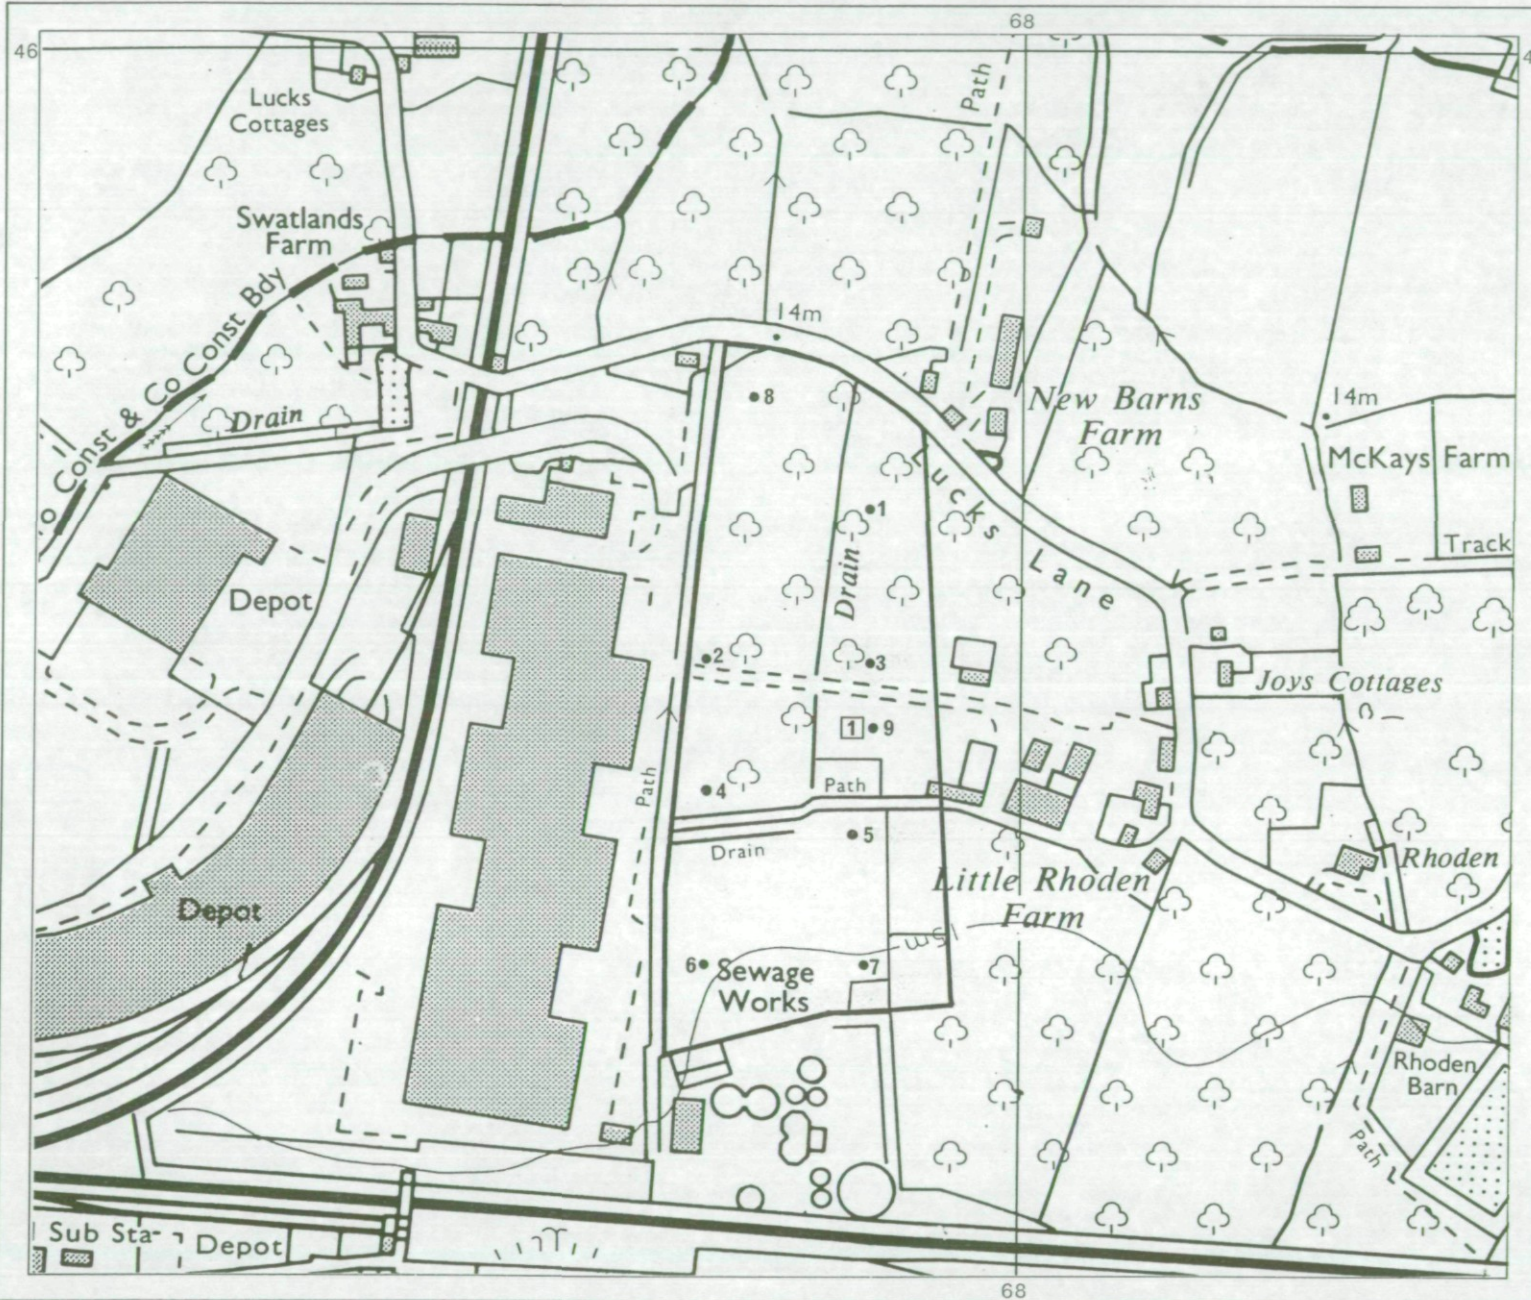 68
46
4
Lucks
Cottages
Path
Swatlands
Farm
Const & Co Const Bdy
14m
8
New Barns
Farm
14m
Drain
McKays Farm
1
Lucks Lane
Track
Drain
Depot
2
3
Joys Cottages
1
9
Path
4
Path
5
Drain
Rhoden
Little Rhoden
Farm
Depot
15m
6
Sewage
Works
7
Rhoden
Barn
Path
Sub Sta-
Depot
68